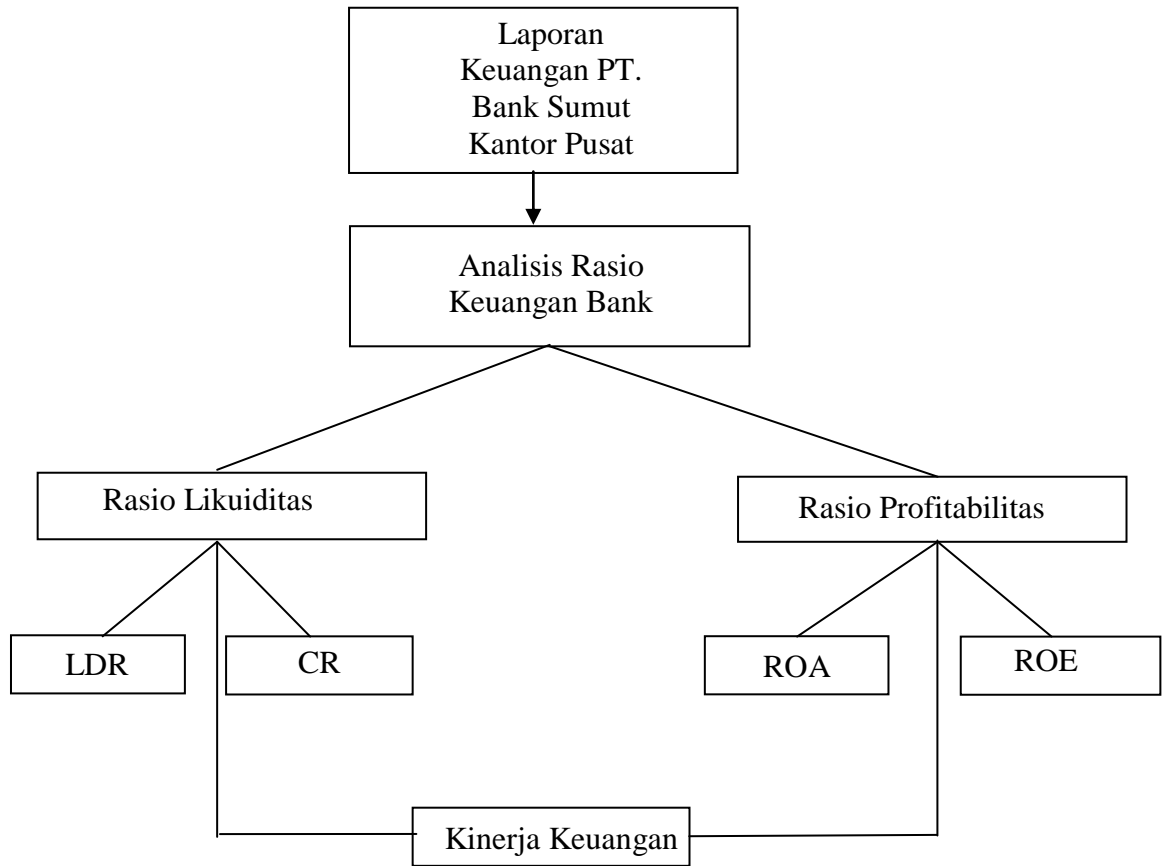 Laporan
Keuangan PT.
Bank Sumut
Kantor Pusat
Analisis Rasio
Keuangan Bank
Rasio Likuiditas
Rasio Profitabilitas
LDR
CR
ROA
ROE
Kinerja Keuangan